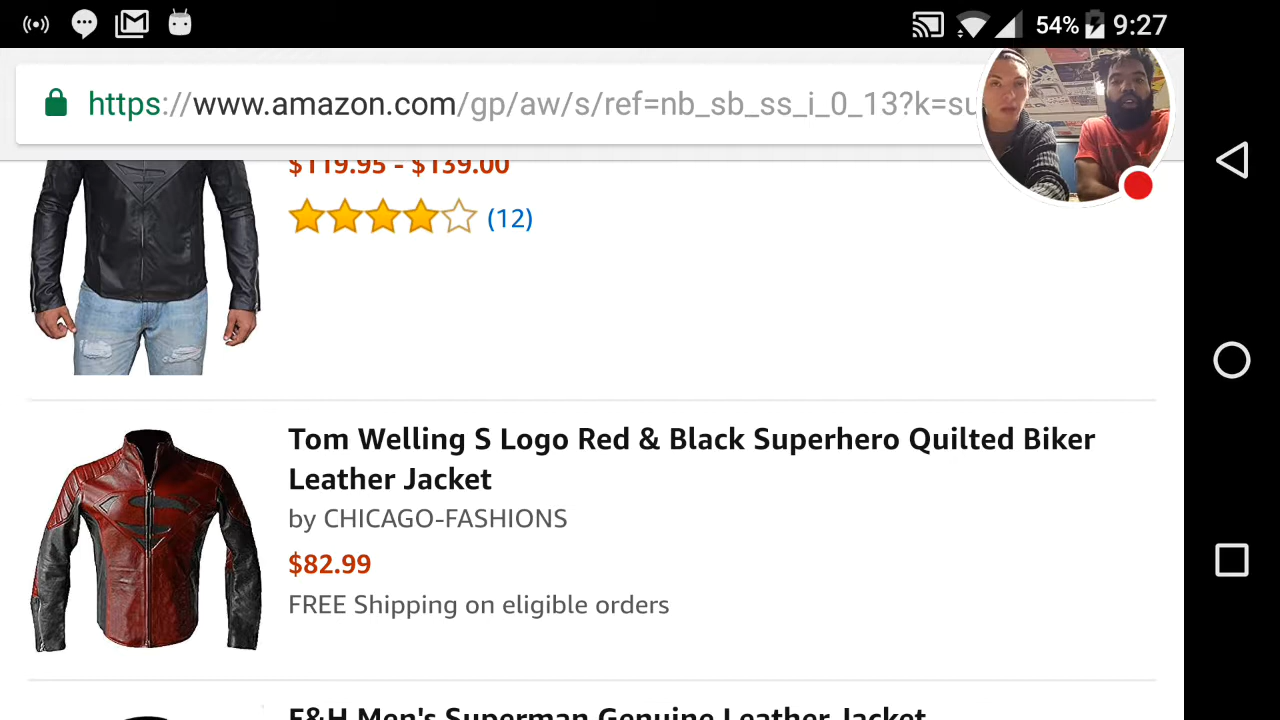 54% 9:27
https://www.amazon.com/gp/aw/s/ref=nb_sb_ss_i_0_13?k=su
$119.95 - $139.00
(12)
Tom Welling S Logo Red & Black Superhero Quilted Biker
Leather Jacket
by CHICAGO-FASHIONS
$82.99
FREE Shipping on eligible orders
F&H Men's Superman Genuine Leather Jacket